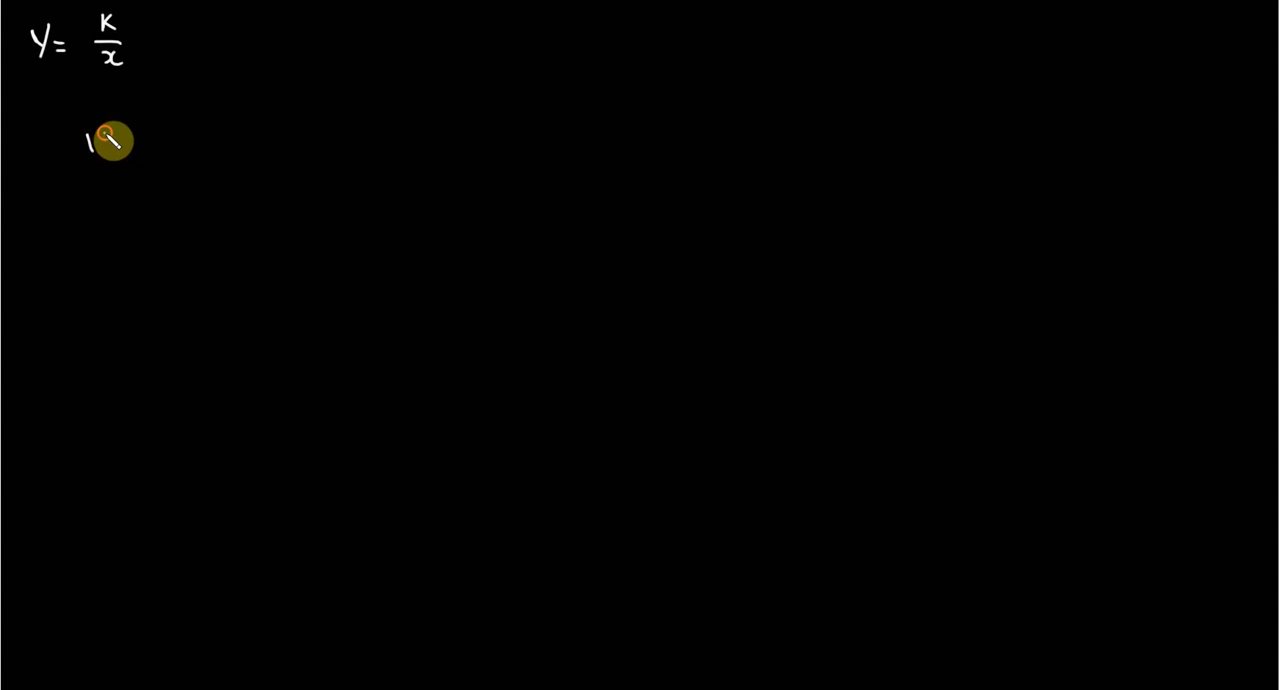 y = k/x